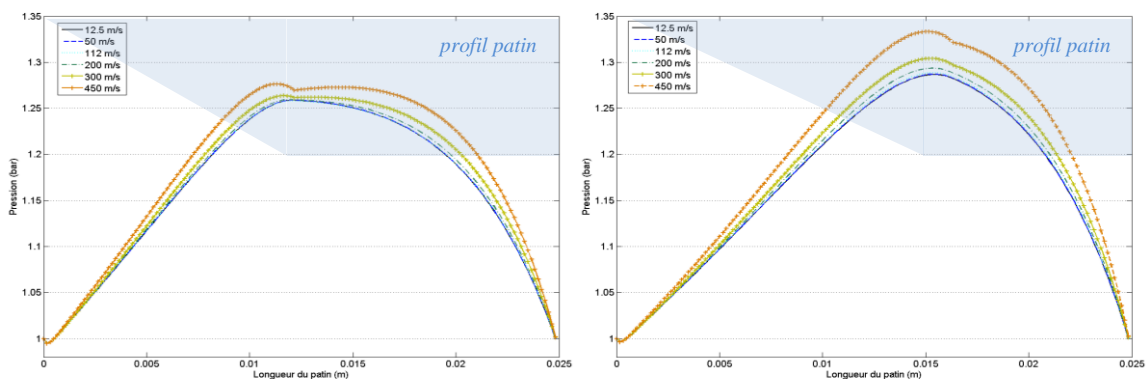 1.35
1.3
1.25
1.2
1.15
1.1
1.05
1
Pression (bar)
12.5 m/s
50 m/s
112 m/s
200 m/s
300 m/s
450 m/s
profil patin
0
0.005
0.01
0.015
0.02
0.025
Longueur du patin (m)
1.35
1.3
1.25
1.2
1.15
1.1
1.05
1
Pression (bar)
12.5 m/s
50 m/s
112 m/s
200 m/s
300 m/s
450 m/s
profil patin
0
0.005
0.01
0.015
0.02
0.025
Longueur du patin (m)